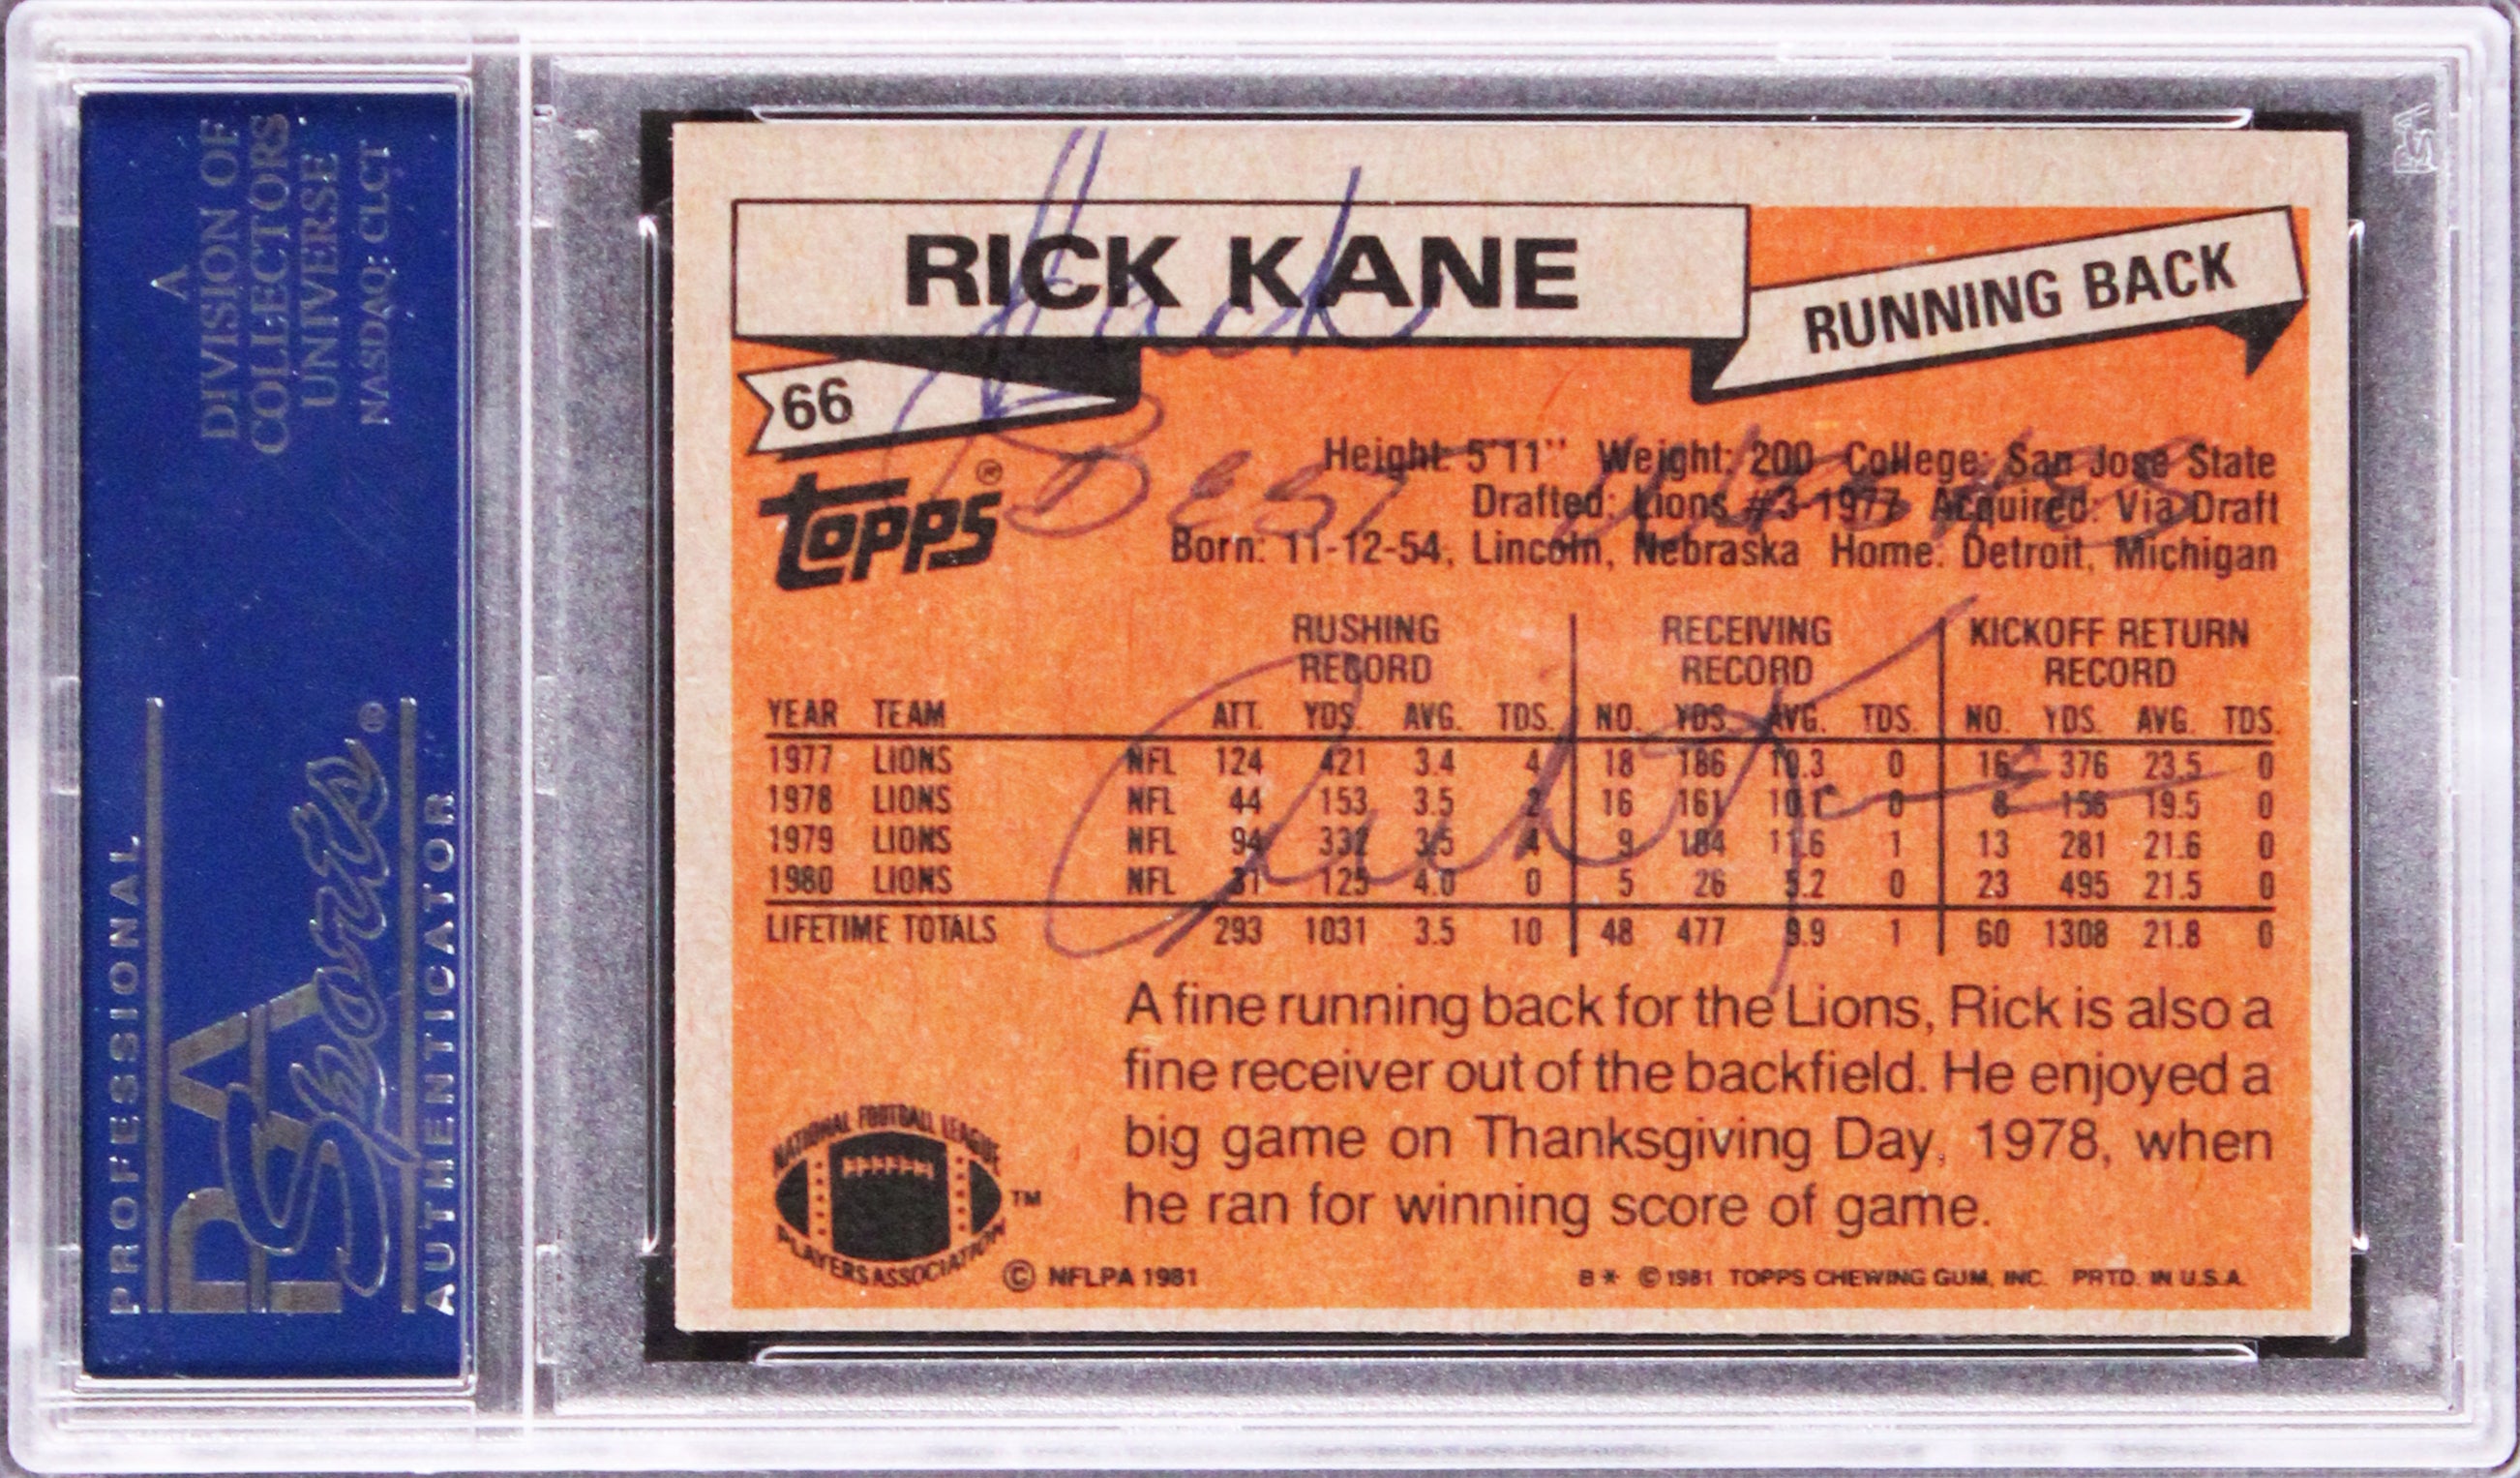 A
DIVISION OF
COLLECTORS
UNIVERSE
NASDAQ: CLCT
PROFESSIONAL
PSA
Sports®
AUTHENTICATOR
PSA
RICK KANE
RUNNING BACK
66
TOPPS®
Best Wishes
Height: 5'11'' Weight: 200 College: San Jose State
Drafted: Lions #3-1977 Acquired: Via Draft
Born: 11-12-54, Lincoln, Nebraska Home: Detroit, Michigan
RUSHING RECORD RECEIVING RECORD KICKOFF RETURN RECORD
YEAR TEAM ATT. YDS. AVG. TDS. NO. YDS. AVG. TDS. NO. YDS. AVG. TDS.
1977 LIONS NFL 124 421 3.4 4 18 186 10.3 0 16 376 23.5 0
1978 LIONS NFL 44 153 3.5 2 16 161 10.1 0 8 156 19.5 0
1979 LIONS NFL 94 332 3.5 4 9 104 11.6 1 13 281 21.6 0
1980 LIONS NFL 31 125 4.0 0 5 26 5.2 0 23 495 21.5 0
LIFETIME TOTALS 293 1031 3.5 10 48 477 9.9 1 60 1308 21.8 0
Rick Kane
A fine running back for the Lions, Rick is also a
fine receiver out of the backfield. He enjoyed a
big game on Thanksgiving Day, 1978, when
he ran for winning score of game.
NATIONAL FOOTBALL LEAGUE
PLAYERS ASSOCIATION
TM
© NFLPA 1981
B* © 1981 TOPPS CHEWING GUM, INC. PRTD. IN U.S.A.